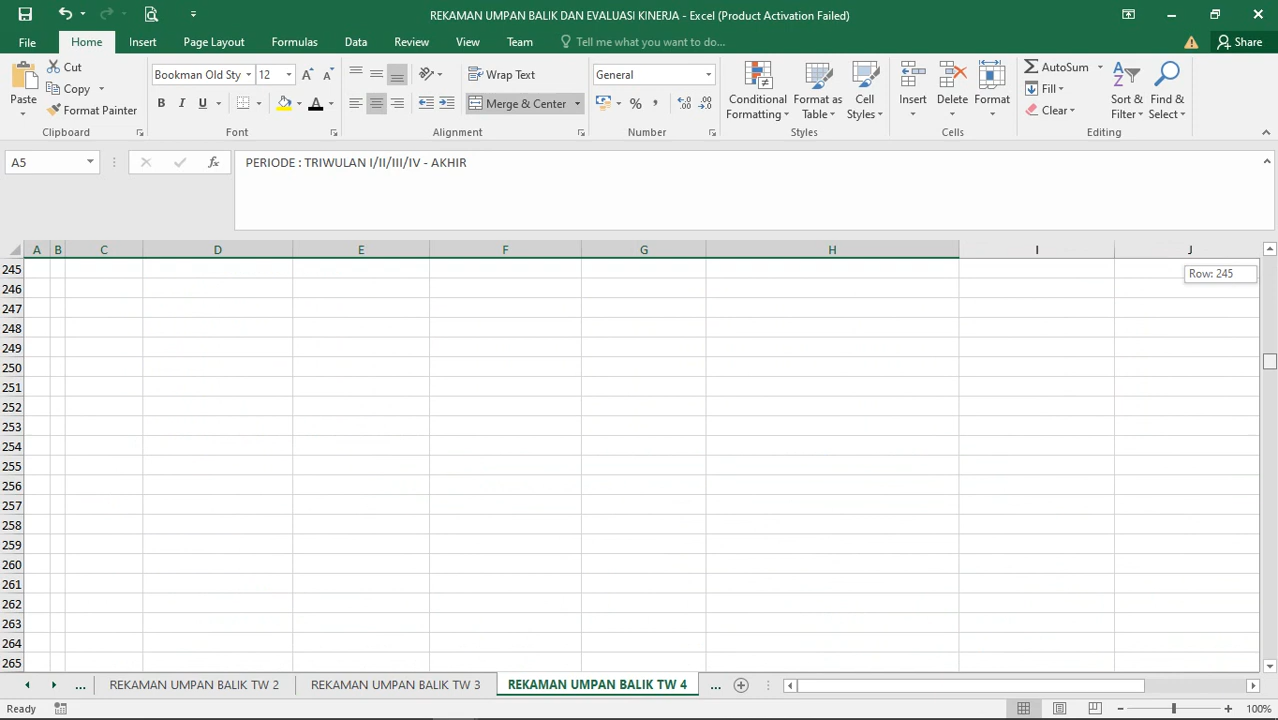 REKAMAN UMPAN BALIK DAN EVALUASI KINERJA - Excel (Product Activation Failed)
File Home Insert Page Layout Formulas Data Review View Team Tell me what you want to do... Share
Paste Cut Copy Format Painter Clipboard
Bookman Old Sty 12 B I U A Font
Wrap Text Merge & Center Alignment
General % , Number
Conditional Formatting Format as Table Cell Styles Styles
Insert Delete Format Cells
AutoSum Fill Clear Sort & Filter Find & Select Editing
A5 fx PERIODE : TRIWULAN I/II/III/IV - AKHIR
A B C D E F G H I J
245 Row: 245
246
247
248
249
250
251
252
253
254
255
256
257
258
259
260
261
262
263
264
265
... REKAMAN UMPAN BALIK TW 2 REKAMAN UMPAN BALIK TW 3 REKAMAN UMPAN BALIK TW 4 ...
Ready 100%